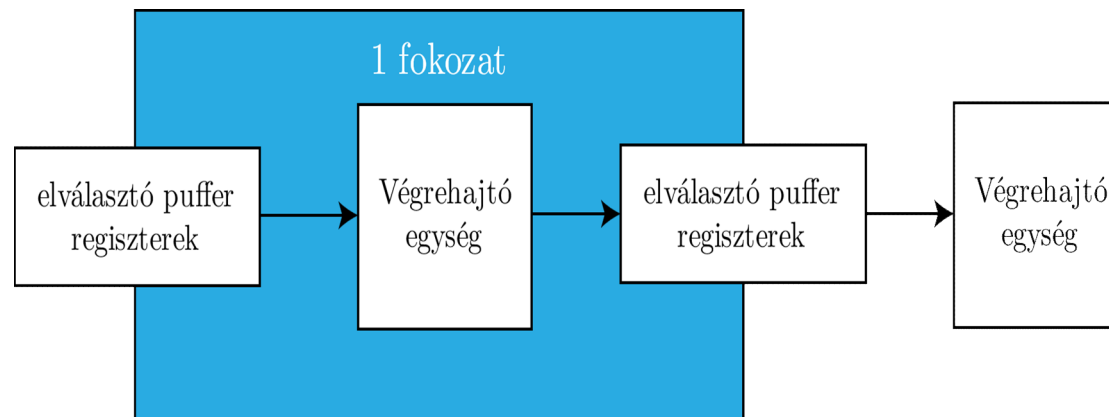 1 fokozat
elválasztó puffer
regiszterek
Végrehajtó
egység
elválasztó puffer
regiszterek
Végrehajtó
egység